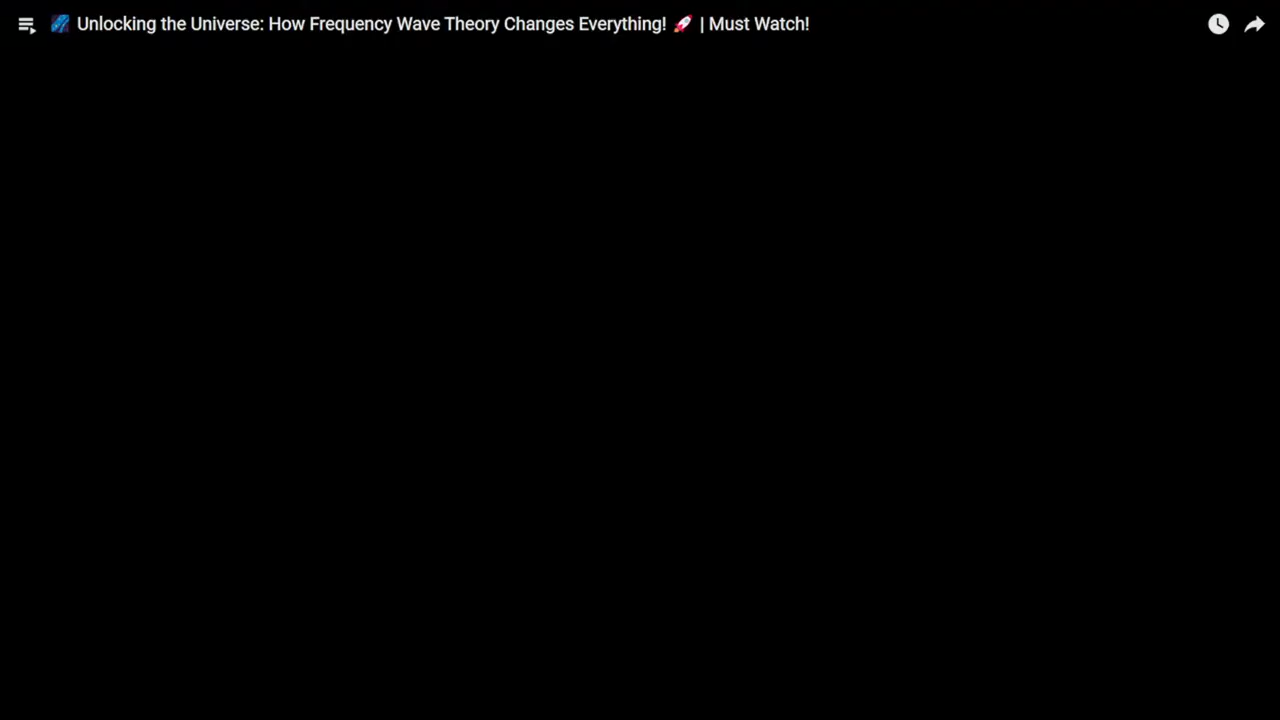 🌌 Unlocking the Universe: How Frequency Wave Theory Changes Everything! 🚀 | Must Watch!